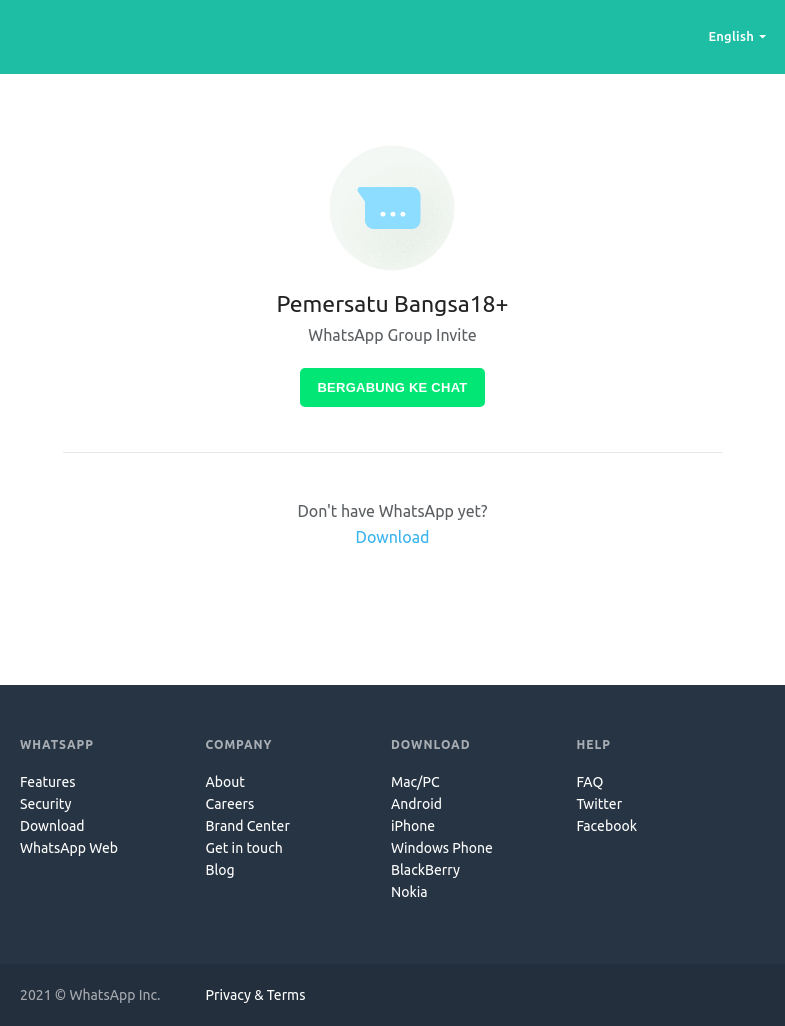 English
Pemersatu Bangsa18+
WhatsApp Group Invite
BERGABUNG KE CHAT
Don't have WhatsApp yet?
Download
WHATSAPP
Features
Security
Download
WhatsApp Web
COMPANY
About
Careers
Brand Center
Get in touch
Blog
DOWNLOAD
Mac/PC
Android
iPhone
Windows Phone
BlackBerry
Nokia
HELP
FAQ
Twitter
Facebook
2021 © WhatsApp Inc.
Privacy & Terms